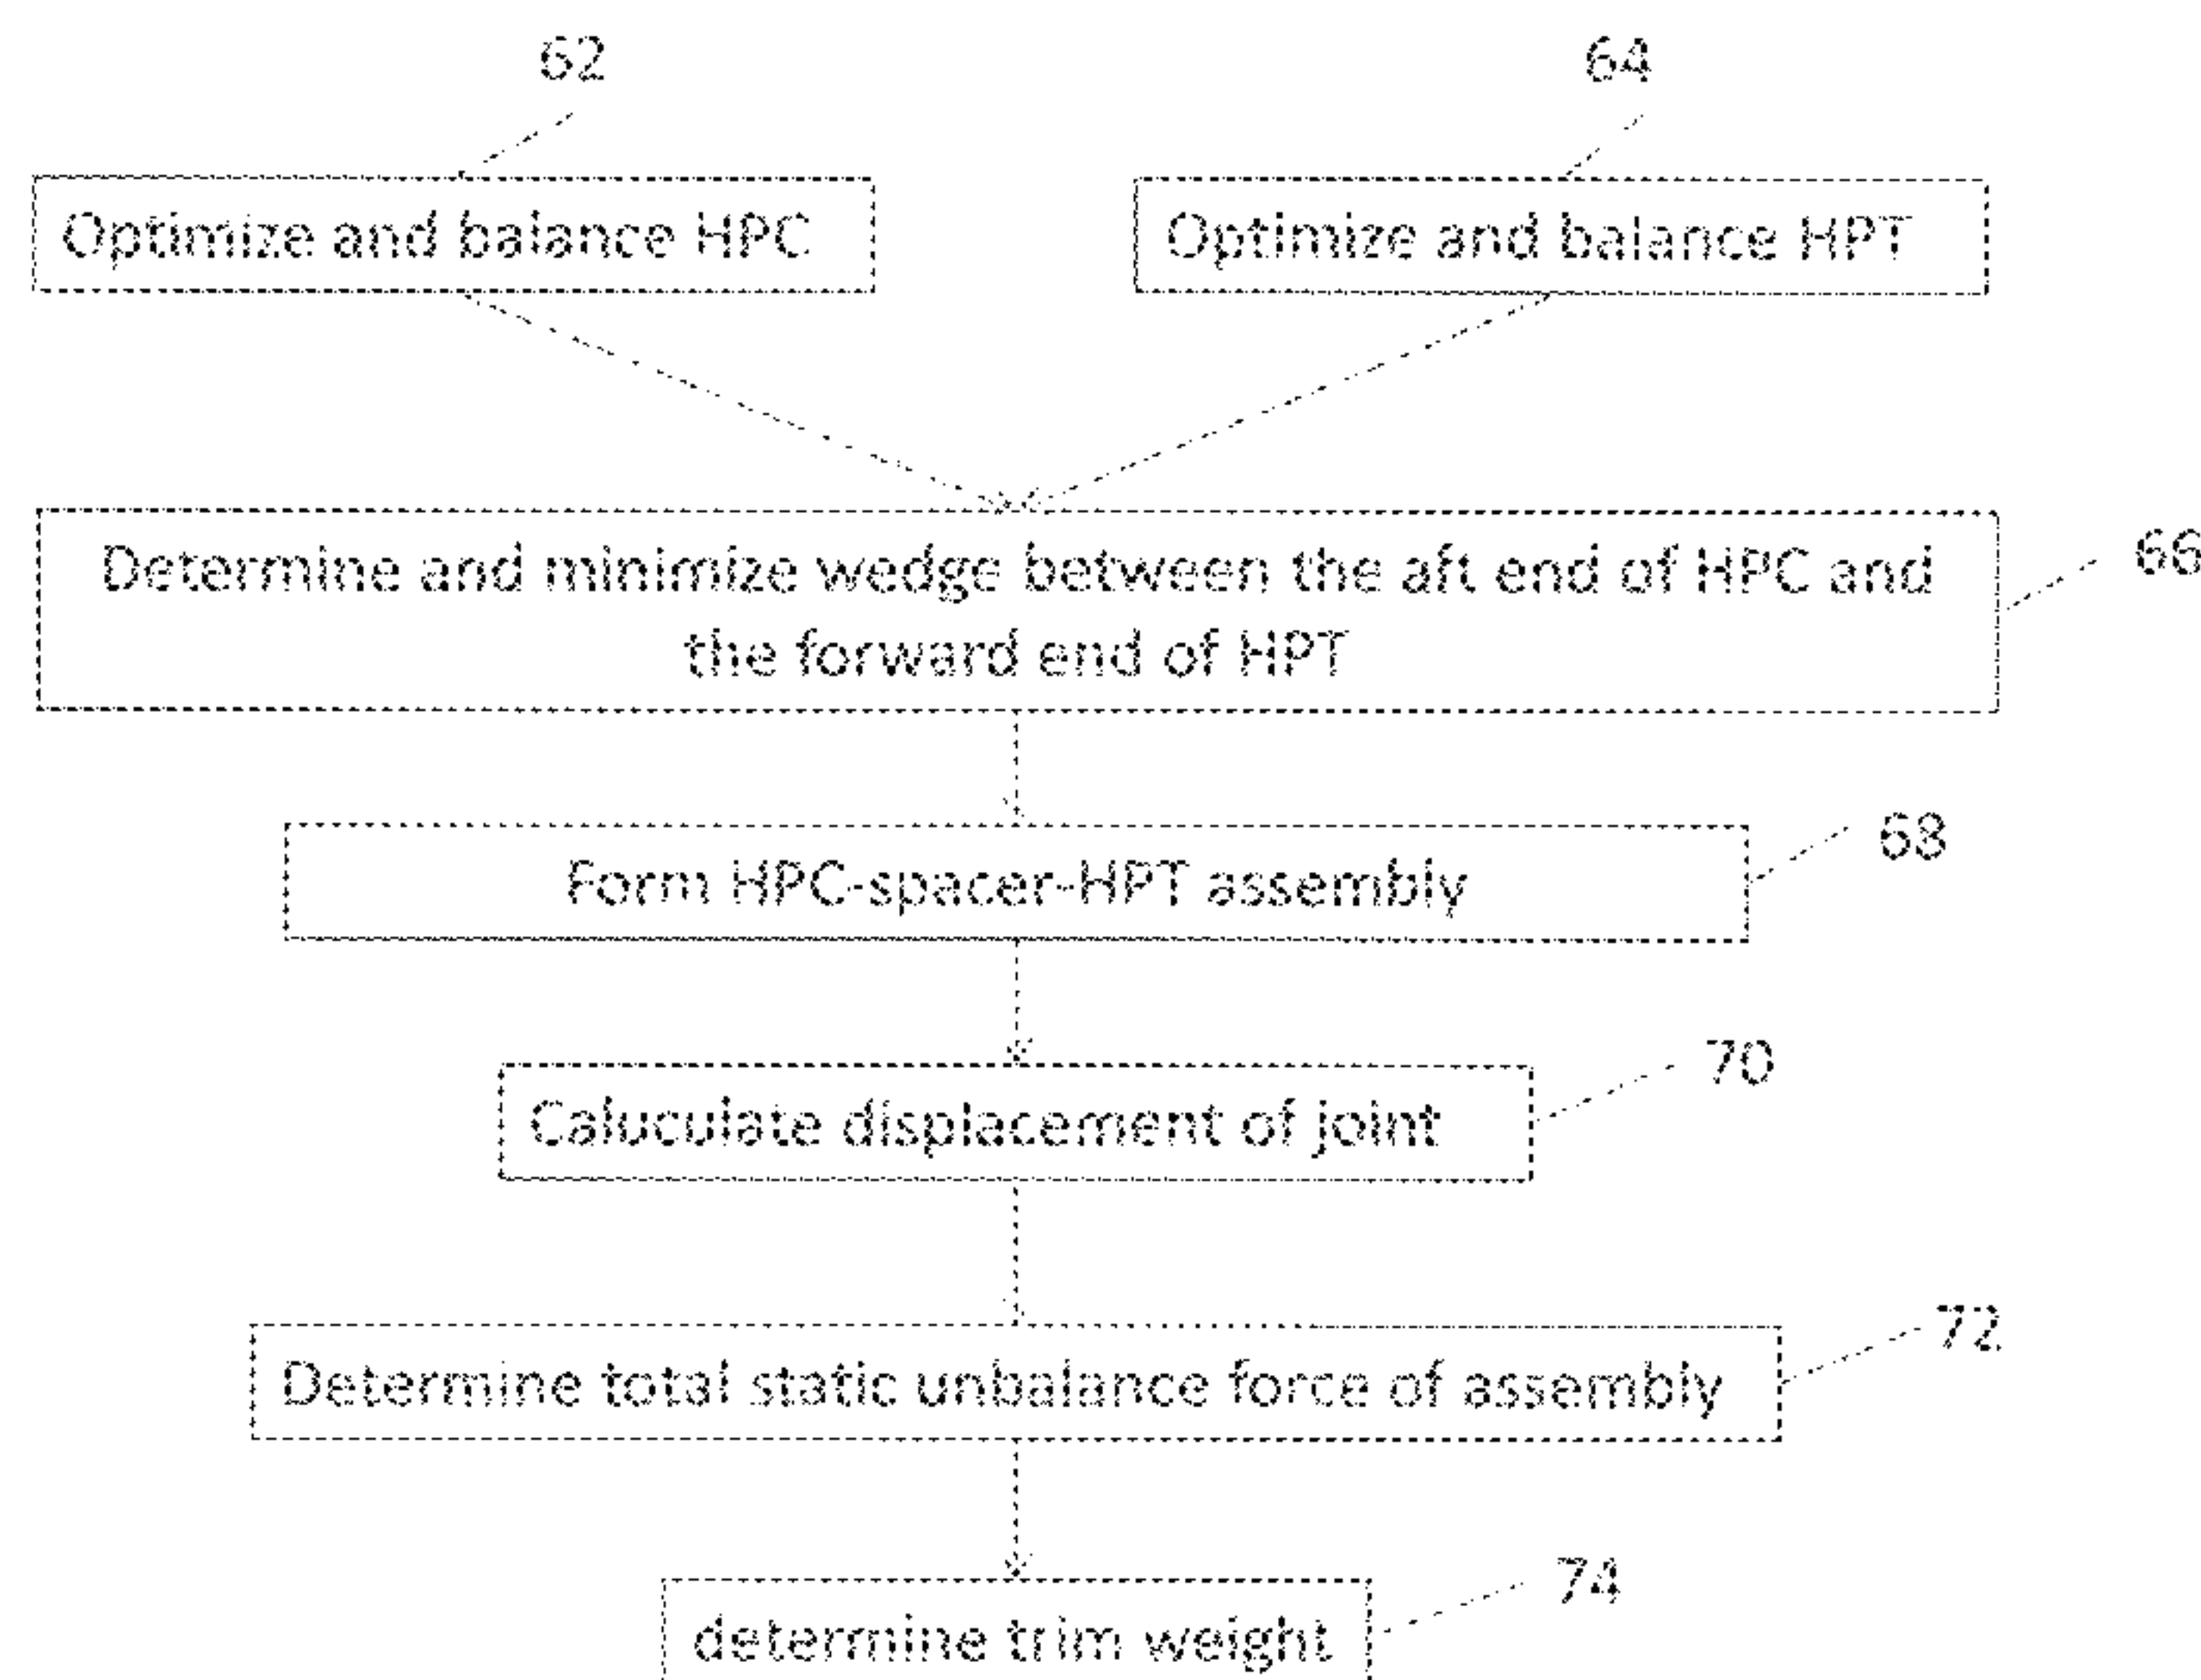 62
64
Optimize and balance HPC
Optimize and balance HPT
Determine and minimize wedge between the aft end of HPC and
the forward end of HPT
66
Form HPC-spacer-HPT assembly
68
Caluculate displacement of joint
70
Determine total static unbalance force of assembly
72
determine trim weight
74